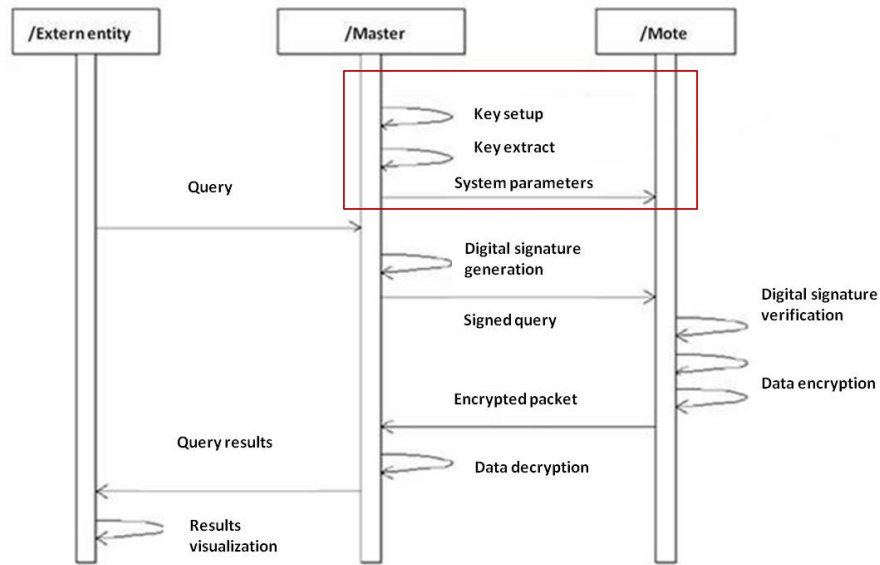 /Extern entity
/Master
/Mote
Key setup
Key extract
System parameters
Query
Digital signature
generation
Signed query
Digital signature
verification
Data encryption
Encrypted packet
Query results
Data decryption
Results
visualization